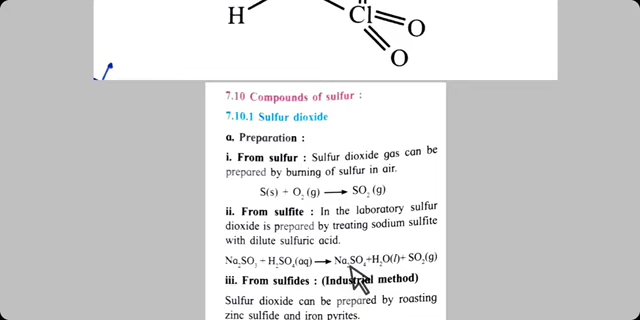 H
Cl
O
O
7.10 Compounds of sulfur :
7.10.1 Sulfur dioxide
a. Preparation :
i. From sulfur : Sulfur dioxide gas can be
prepared by burning of sulfur in air.
S(s) + O₂ (g) ⟶ SO₂ (g)
ii. From sulfite : In the laboratory sulfur
dioxide is prepared by treating sodium sulfite
with dilute sulfuric acid.
Na₂SO₃ + H₂SO₄(aq) ⟶ Na₂SO₄+H₂O(l)+ SO₂(g)
iii. From sulfides : (Industrial method)
Sulfur dioxide can be prepared by roasting
zinc sulfide and iron pyrites.